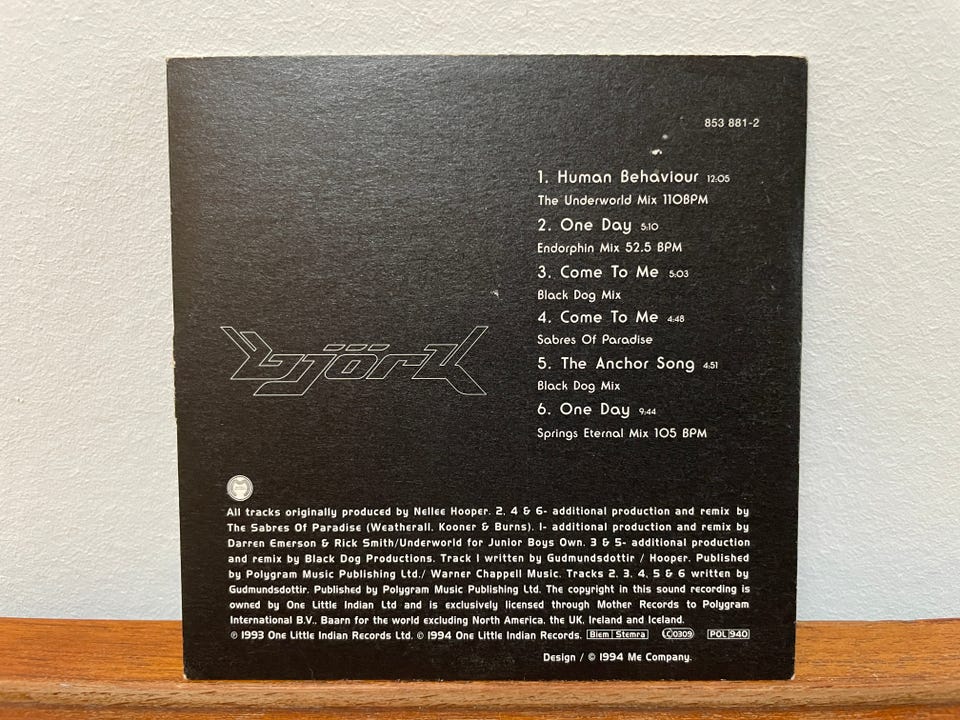 853 881-2
1. Human Behaviour 12:05
The Underworld Mix 110BPM
2. One Day 5:10
Endorphin Mix 52.5 BPM
3. Come To Me 5:03
Black Dog Mix
4. Come To Me 4:48
Sabres Of Paradise
5. The Anchor Song 4:51
Black Dog Mix
6. One Day 9:44
Springs Eternal Mix 105 BPM
björk
All tracks originally produced by Nellee Hooper. 2, 4 & 6- additional production and remix by
The Sabres Of Paradise (Weatherall, Kooner & Burns). 1- additional production and remix by
Darren Emerson & Rick Smith/Underworld for Junior Boys Own. 3 & 5- additional production
and remix by Black Dog Productions. Track 1 written by Gudmundsdottir / Hooper. Published
by Polygram Music Publishing Ltd./ Warner Chappell Music. Tracks 2, 3, 4, 5 & 6 written by
Gudmundsdottir. Published by Polygram Music Publishing Ltd. The copyright in this sound recording is
owned by One Little Indian Ltd and is exclusively licensed through Mother Records to Polygram
International B.V., Baarn for the world excluding North America, the UK, Ireland and Iceland.
℗ 1993 One Little Indian Records Ltd. © 1994 One Little Indian Records. Biem Stemra LC 0309 POL 940
Design / © 1994 Me Company.